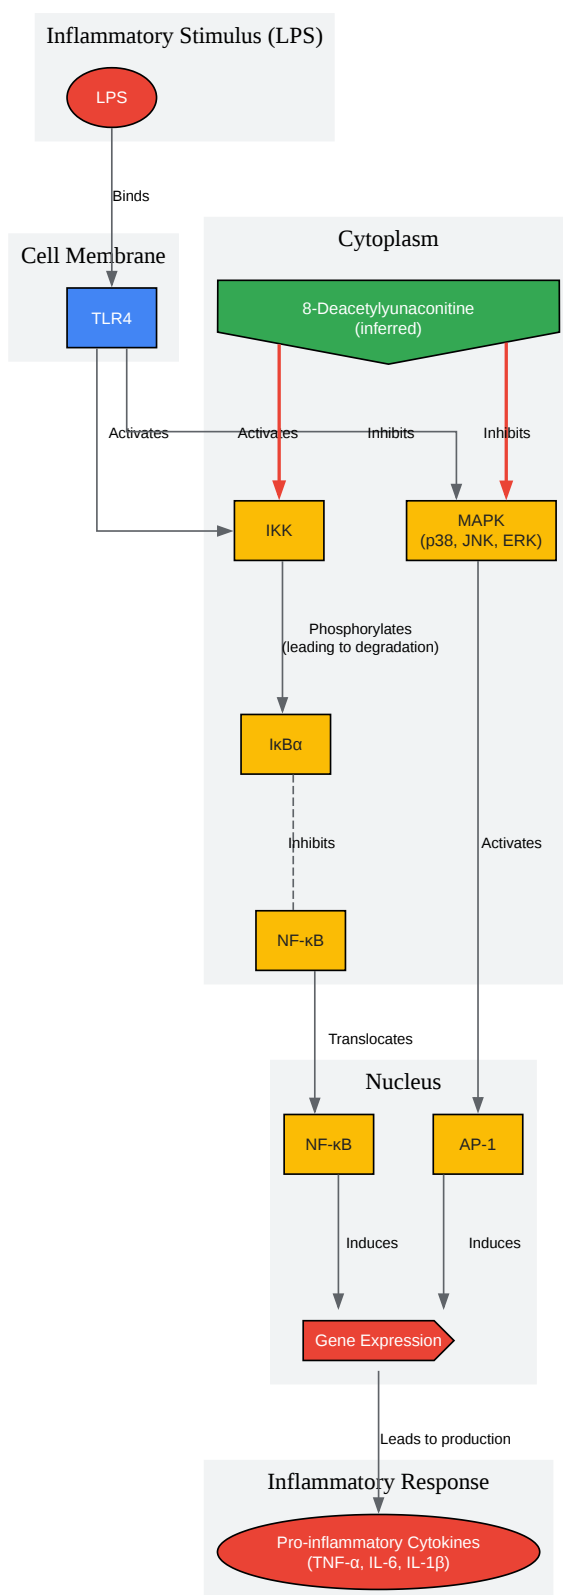 Inflammatory Stimulus (LPS)
LPS
Binds
Cell Membrane
TLR4
Cytoplasm
8-Deacetylyunaconitine
(inferred)
Activates
Activates
Inhibits
Inhibits
IKK
MAPK
(p38, JNK, ERK)
Phosphorylates
(leading to degradation)
IκBα
Inhibits
Activates
NF-κB
Translocates
Nucleus
NF-κB
AP-1
Induces
Induces
Gene Expression
Leads to production
Inflammatory Response
Pro-inflammatory Cytokines
(TNF-α, IL-6, IL-1β)